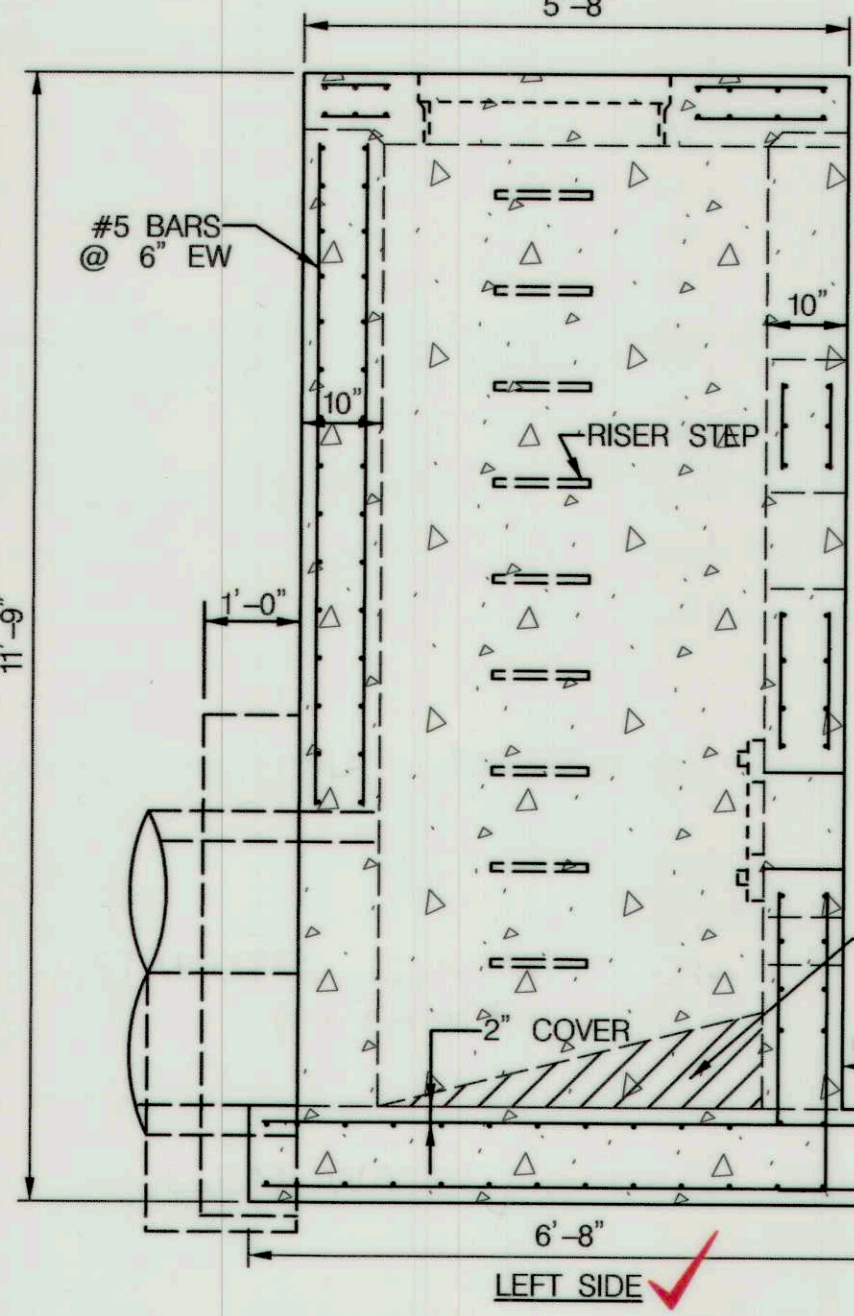 5'-8
#5 BARS
@ 6" EW
10"
10"
RISER STEP
1'-0"
11'-9"
2" COVER
6'-8"
LEFT SIDE